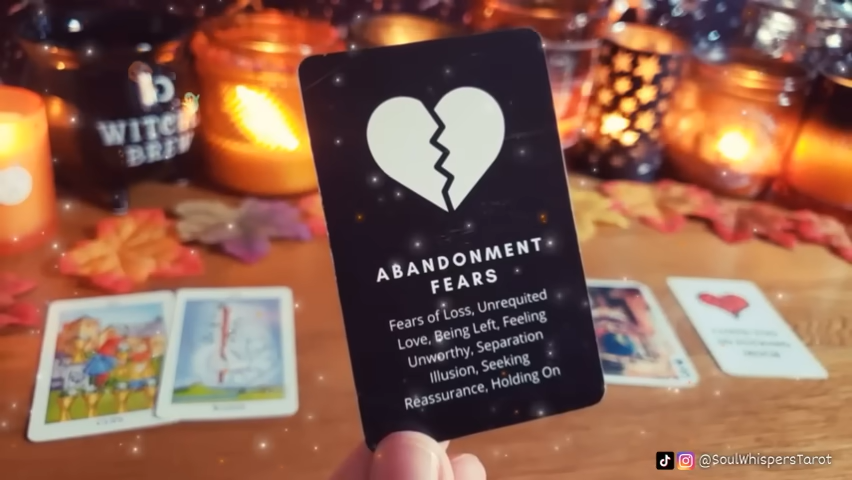 WITCH
BREW
ABANDONMENT
FEARS
Fears of Loss, Unrequited
Love, Being Left, Feeling
Unworthy, Separation
Illusion, Seeking
Reassurance, Holding On
@SoulWhispersTarot